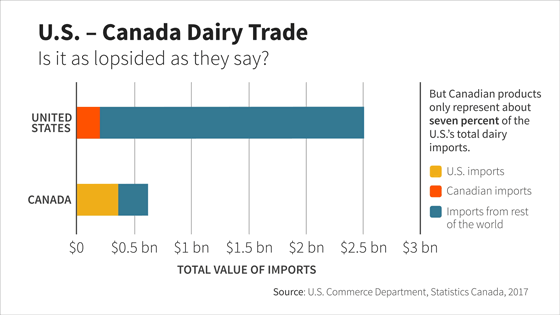 U.S. – Canada Dairy Trade
Is it as lopsided as they say?
UNITED
STATES
CANADA
$0 $0.5 bn $1 bn $1.5 bn $2 bn $2.5 bn $3 bn
TOTAL VALUE OF IMPORTS
But Canadian products
only represent about
seven percent of the
U.S.'s total dairy
imports.
U.S. imports
Canadian imports
Imports from rest
of the world
Source: U.S. Commerce Department, Statistics Canada, 2017